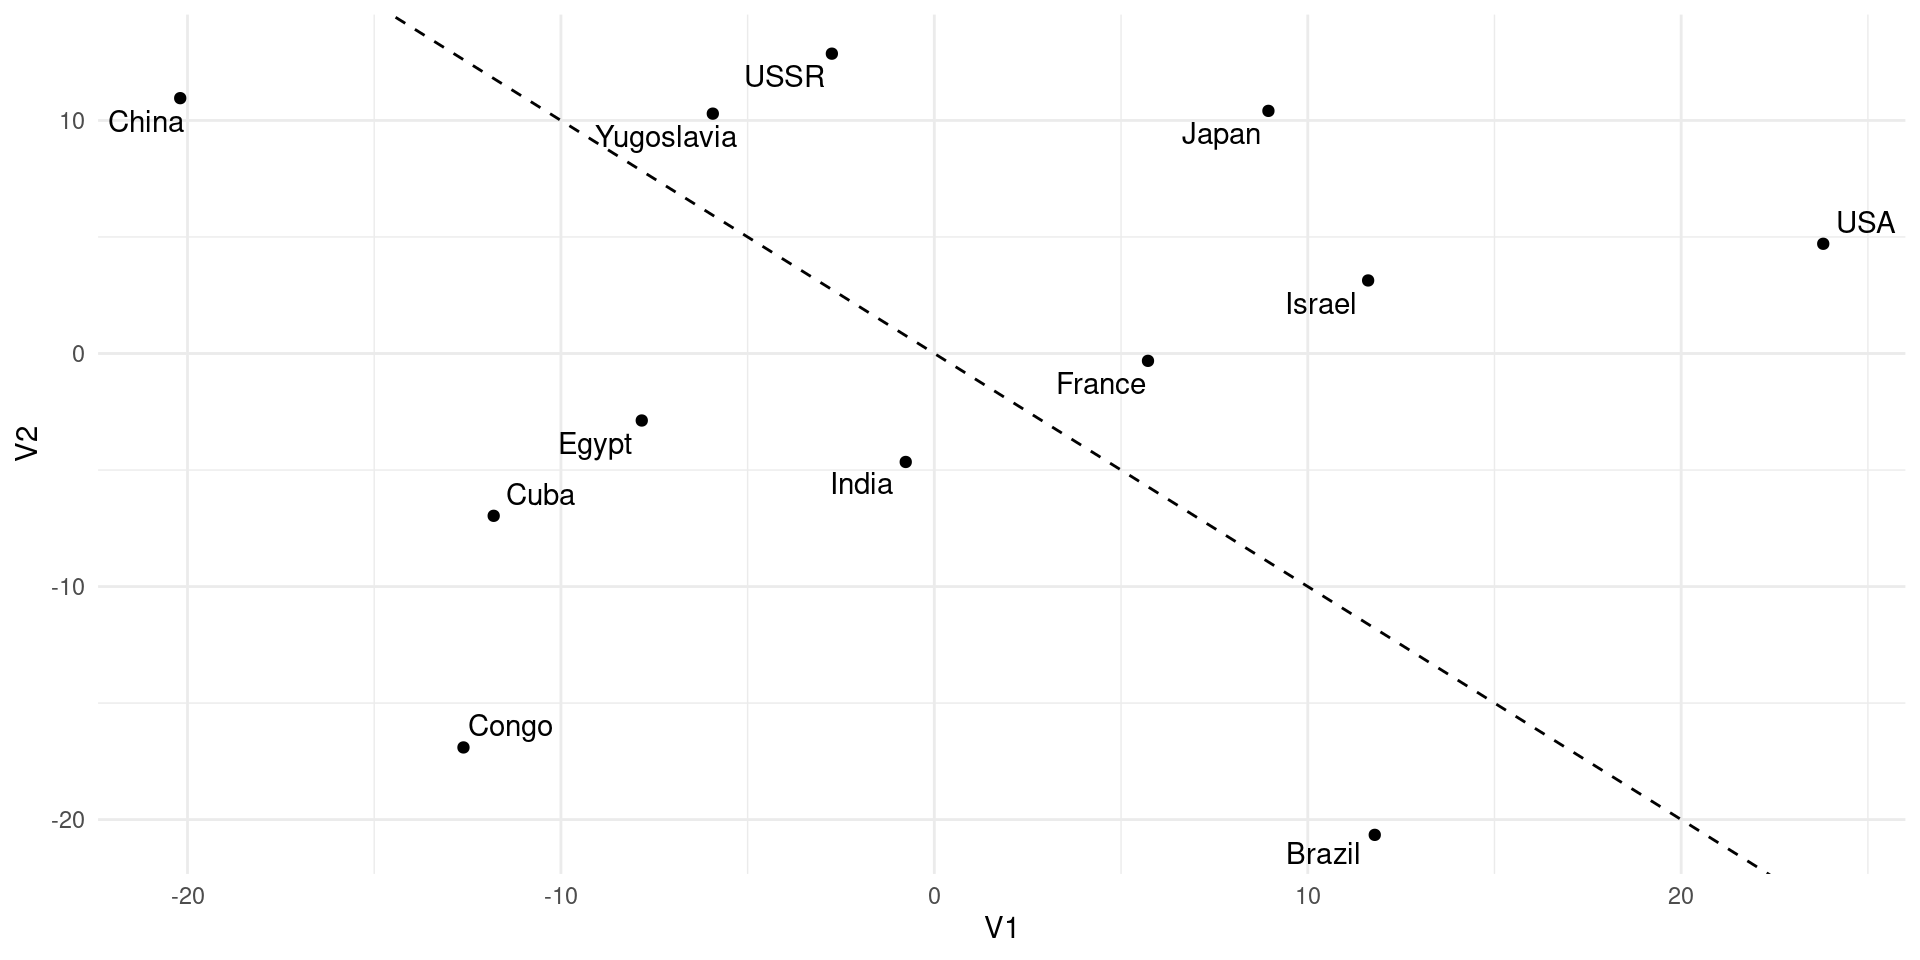 USSR
China
10
Yugoslavia
Japan
USA
Israel
0
France
Egypt
V2
India
Cuba
-10
Congo
-20
Brazil
-20
-10
0
10
20
V1